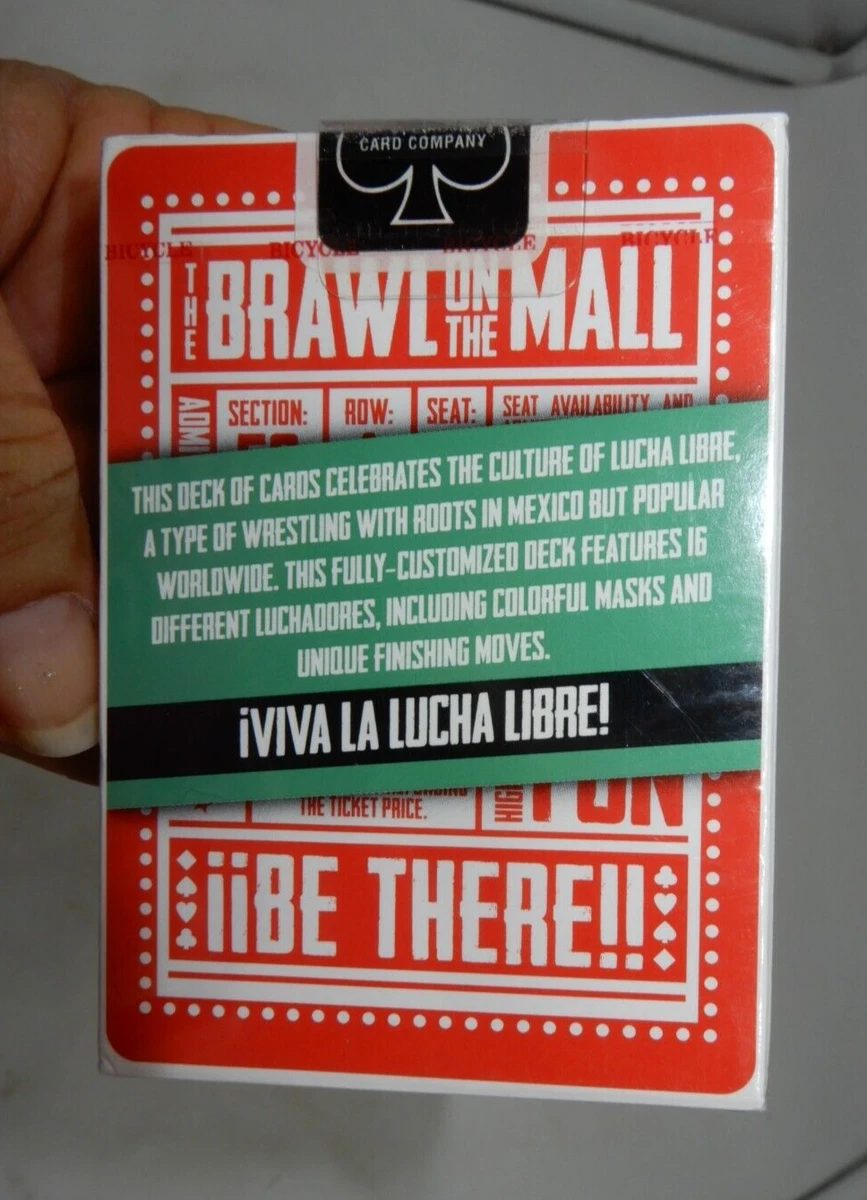 CARD COMPANY
BICYCLE BICYCLE BICYCLE BICYCLE
THE BRAWL ON THE MALL
SECTION: ROW: SEAT: SEAT AVAILABILITY AND
THIS DECK OF CARDS CELEBRATES THE CULTURE OF LUCHA LIBRE,
A TYPE OF WRESTLING WITH ROOTS IN MEXICO BUT POPULAR
WORLDWIDE. THIS FULLY-CUSTOMIZED DECK FEATURES 16
DIFFERENT LUCHADORES, INCLUDING COLORFUL MASKS AND
UNIQUE FINISHING MOVES.
¡VIVA LA LUCHA LIBRE!
THE TICKET PRICE.
FUN
¡¡BE THERE!!